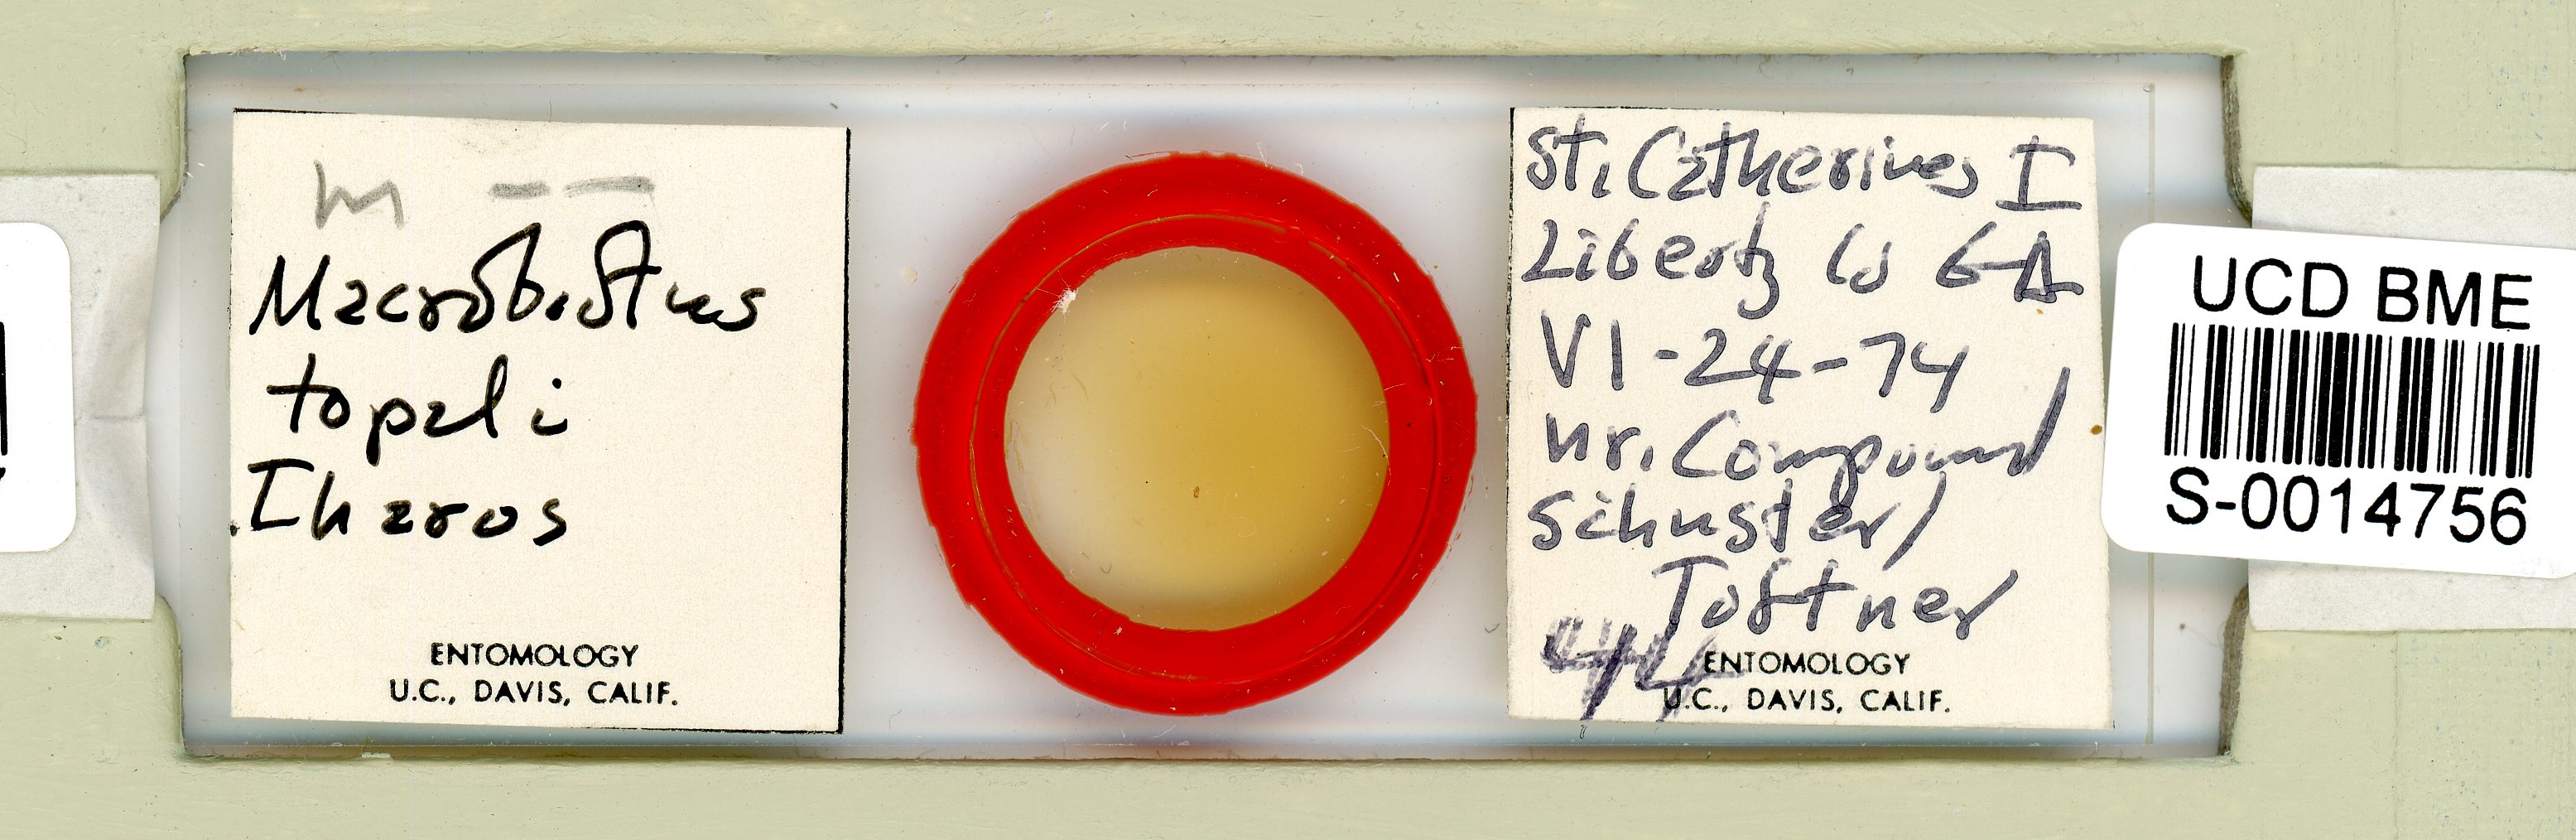 M --
Macrobiotus
topali
Iharos
ENTOMOLOGY
U.C., DAVIS, CALIF.
St. Catherines I
Liberty Co GA
VI-24-74
nr. Compound
Schuster/
Toftner
44
ENTOMOLOGY
U.C., DAVIS, CALIF.
UCD BME
S-0014756